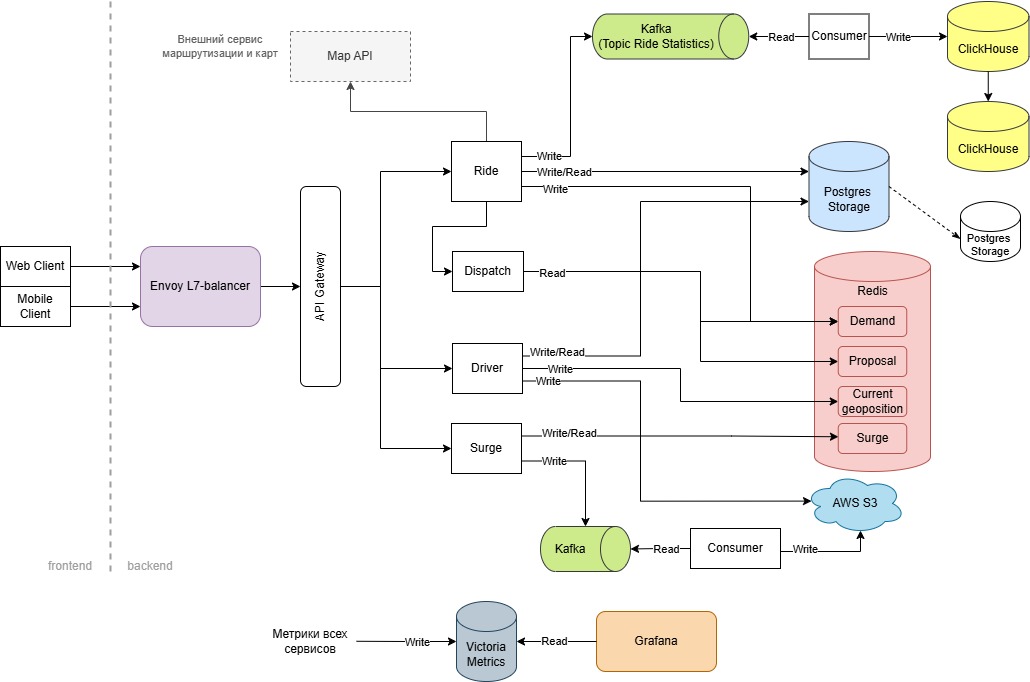 Внешний сервис
маршрутизации и карт
Map API
Kafka
(Topic Ride Statistics)
Read
Consumer
Write
ClickHouse
ClickHouse
Ride
Write
Write/Read
Write
Postgres
Storage
Postgres
Storage
Web Client
Mobile
Client
Envoy L7-balancer
API Gateway
Dispatch
Read
Redis
Demand
Proposal
Current
geoposition
Surge
Driver
Write/Read
Write
Write
Surge
Write/Read
Write
AWS S3
Kafka
Read
Consumer
Write
frontend
backend
Метрики всех
сервисов
Write
Victoria
Metrics
Read
Grafana